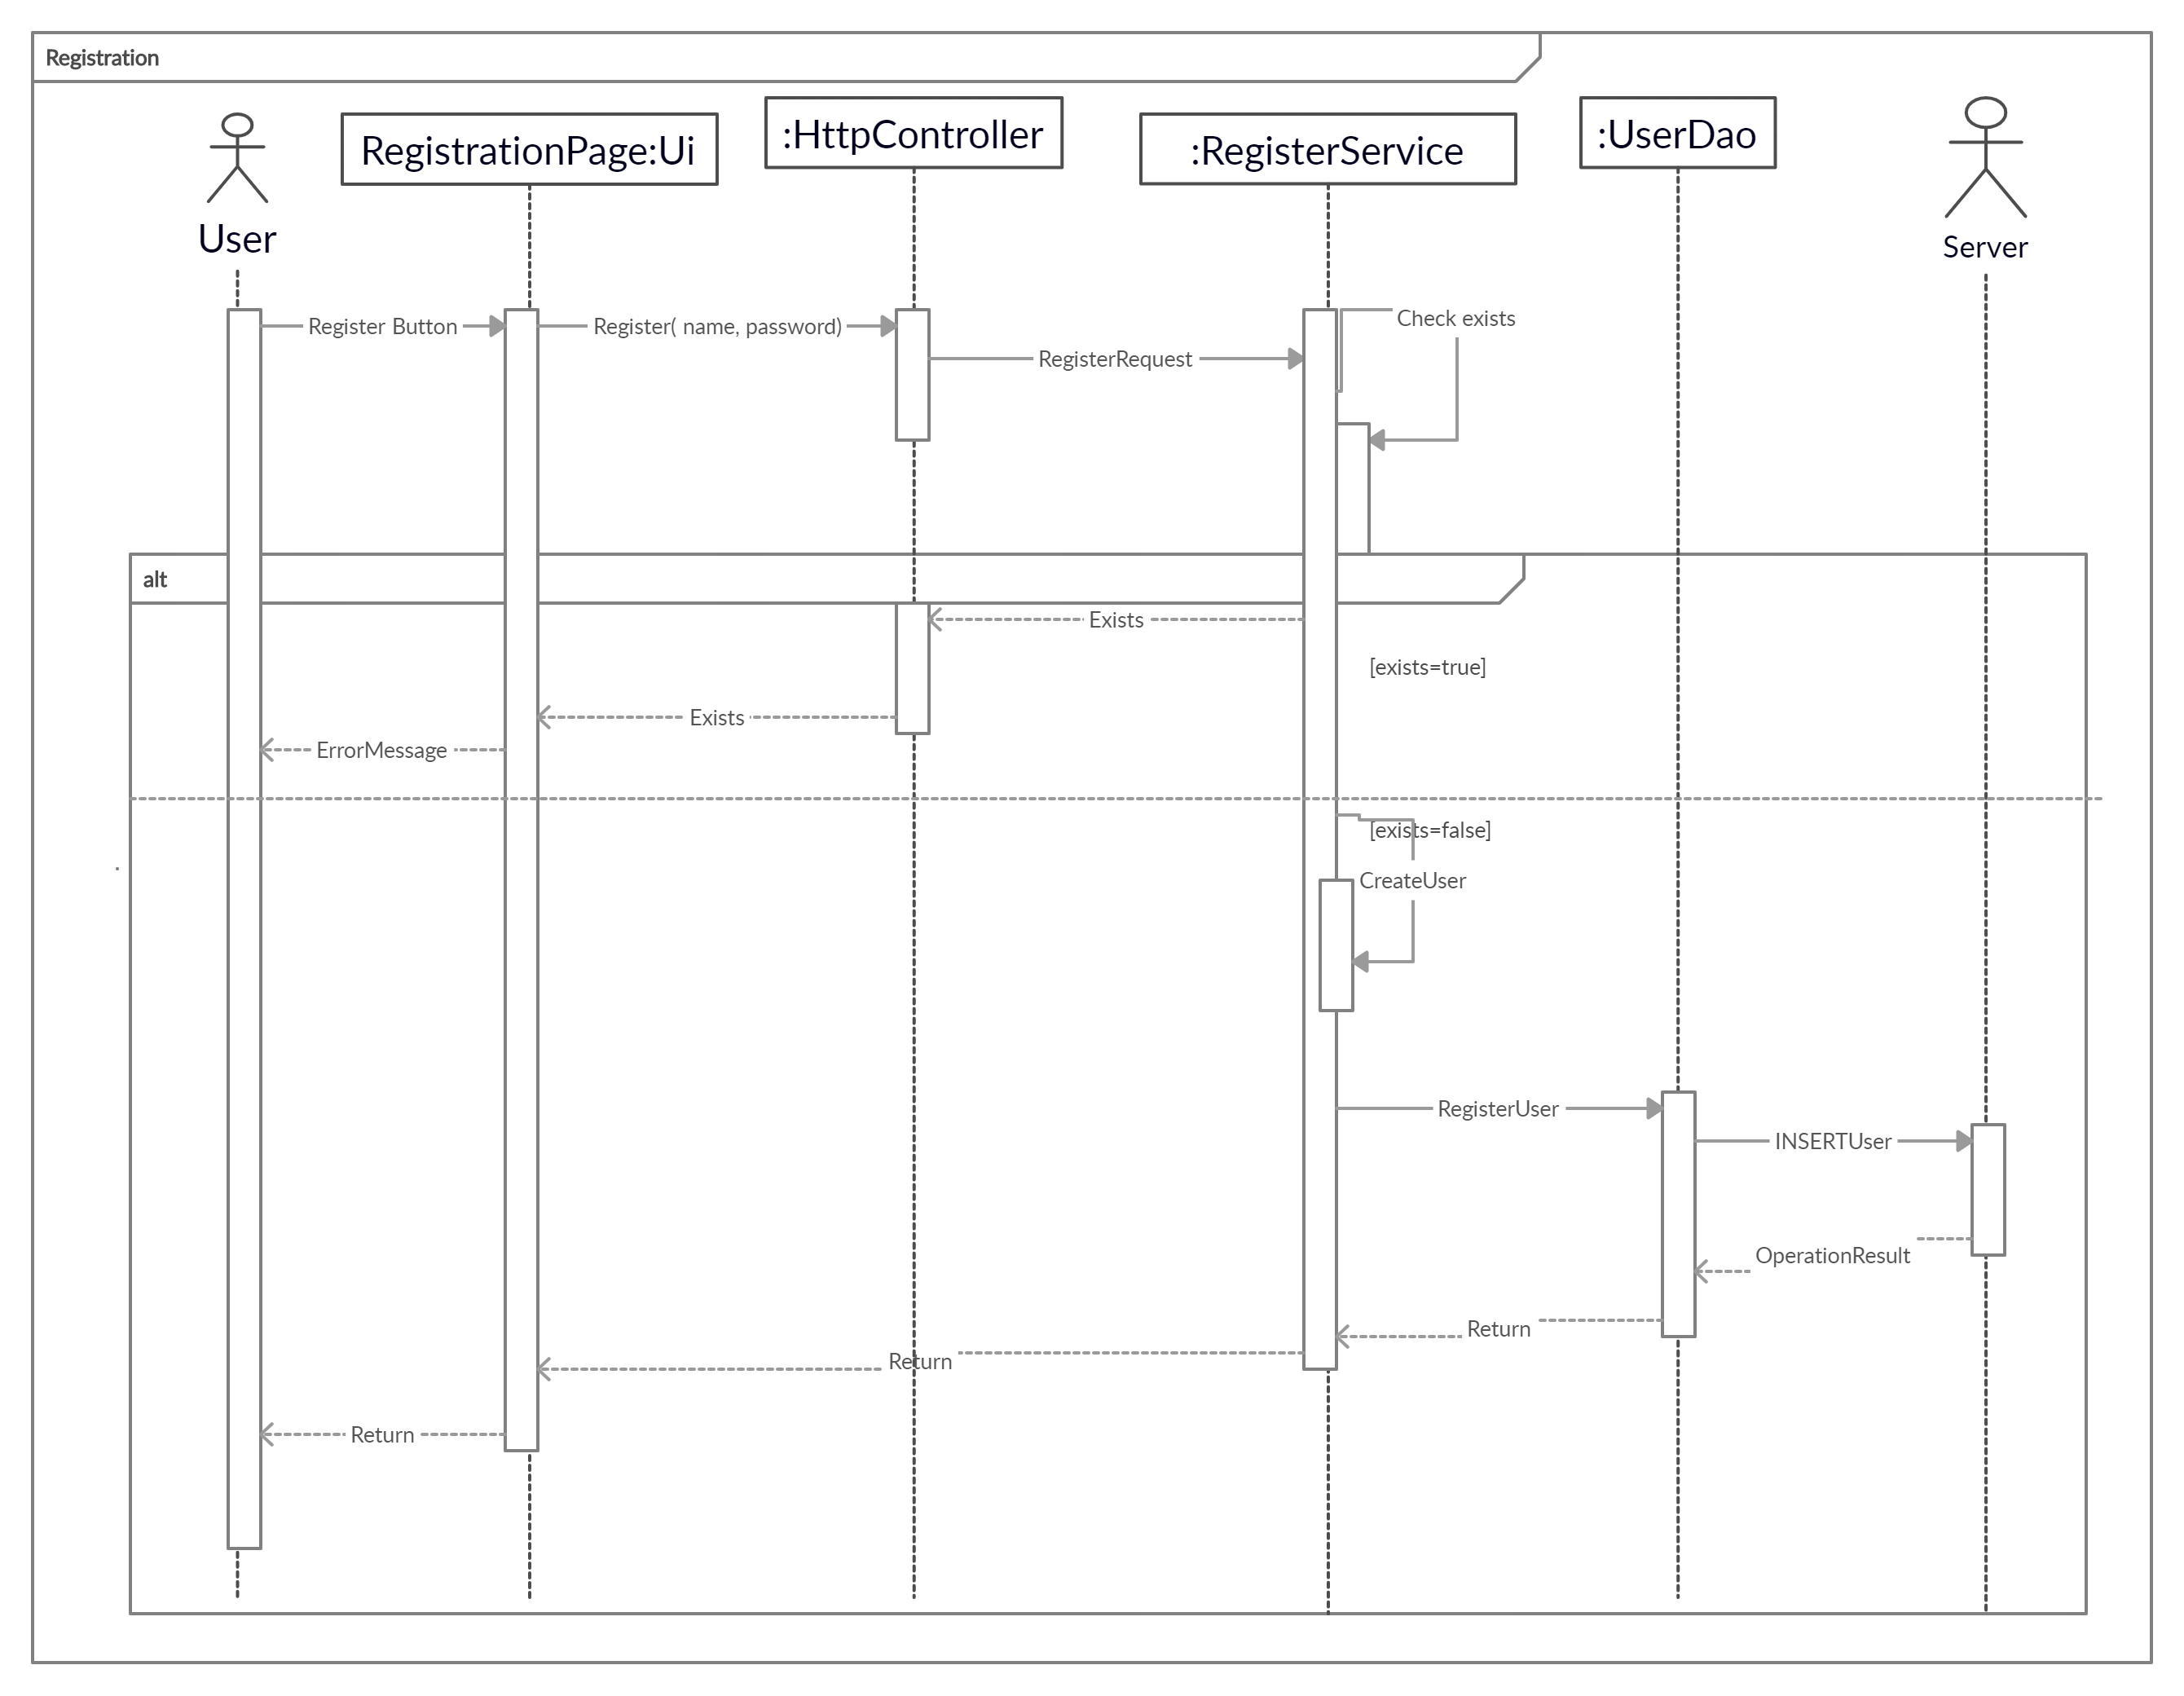 Registration
User
RegistrationPage:Ui
:HttpController
:RegisterService
:UserDao
Server
Register Button
Register( name, password)
Check exists
RegisterRequest
alt
Exists
[exists=true]
Exists
ErrorMessage
[exists=false]
CreateUser
RegisterUser
INSERTUser
OperationResult
Return
Return
Return